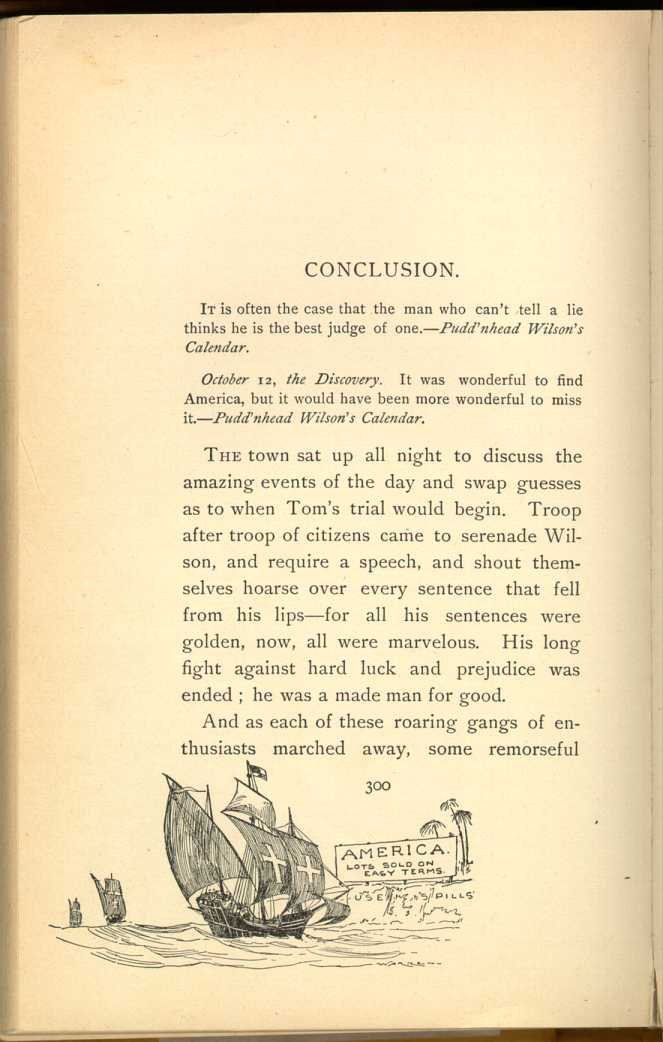 CONCLUSION.
IT is often the case that the man who can't tell a lie
thinks he is the best judge of one.—Pudd'nhead Wilson's
Calendar.
October 12, the Discovery. It was wonderful to find
America, but it would have been more wonderful to miss
it.—Pudd'nhead Wilson's Calendar.
THE town sat up all night to discuss the
amazing events of the day and swap guesses
as to when Tom's trial would begin. Troop
after troop of citizens came to serenade Wil-
son, and require a speech, and shout them-
selves hoarse over every sentence that fell
from his lips—for all his sentences were
golden, now, all were marvelous. His long
fight against hard luck and prejudice was
ended ; he was a made man for good.
And as each of these roaring gangs of en-
thusiasts marched away, some remorseful
300
AMERICA.
LOTS SOLD ON
EASY TERMS.
USE PILLS